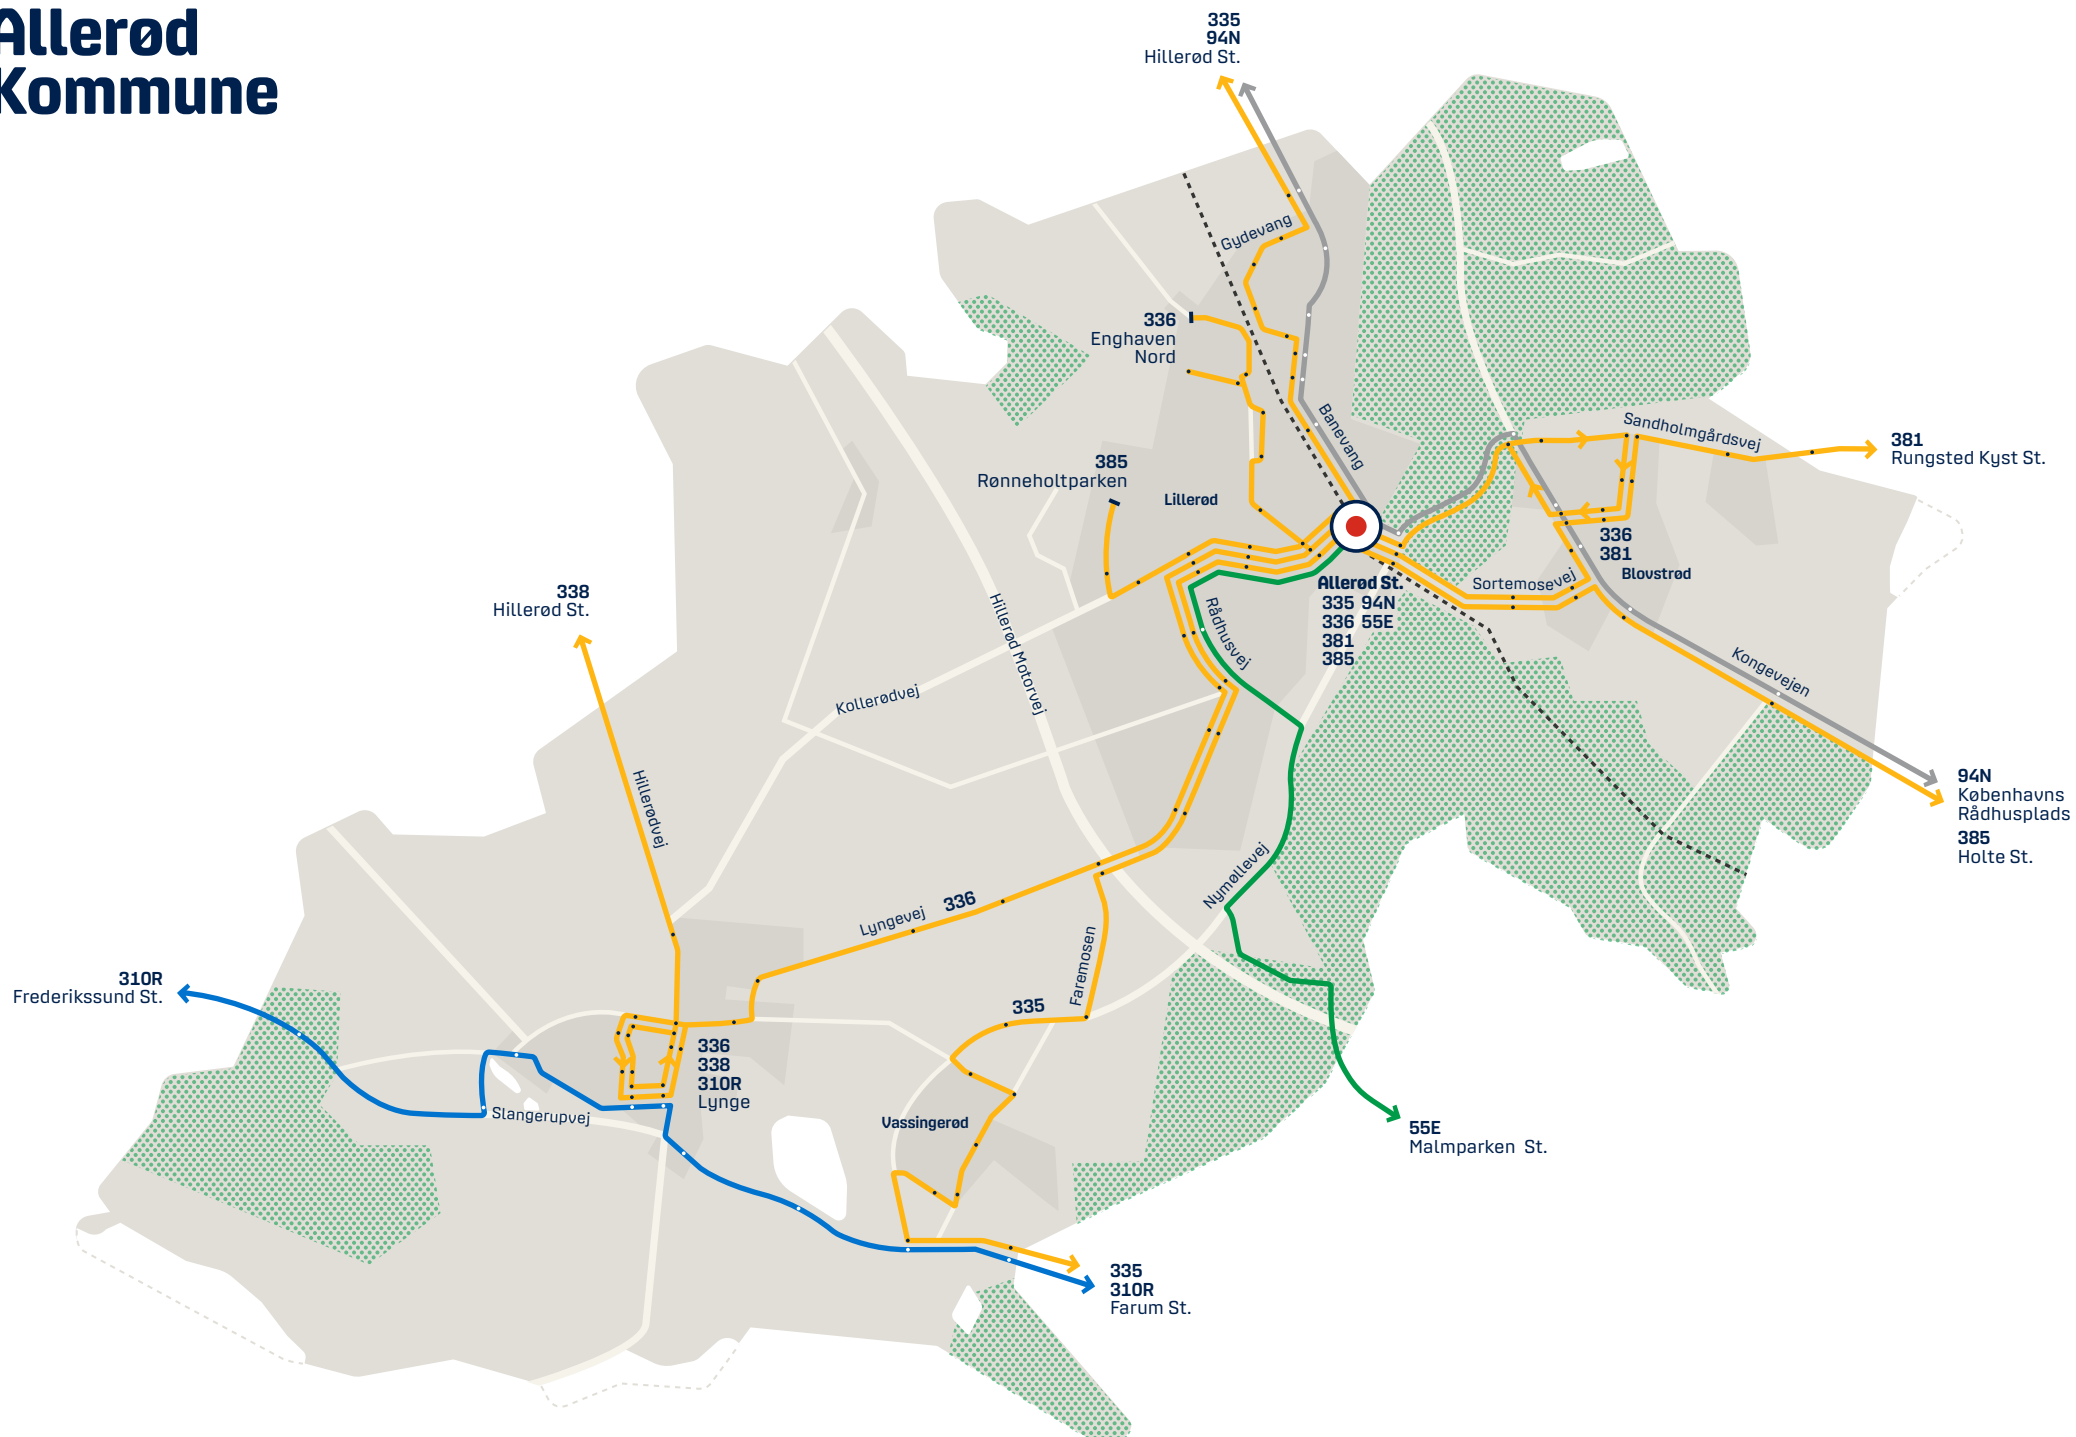 Allerød
Kommune
335
94N
Hillerød St.
Gydevang
336
Enghaven
Nord
Banevang
385
Rønneholtparken
Lillerød
Sandholmgårdsvej
381
Rungsted Kyst St.
336
381
Blovstrød
Sortemosevej
Allerød St.
335 94N
336 55E
381
385
Rådhusvej
338
Hillerød St.
Hillerød Motorvej
Kollerødvej
Kongevejen
94N
Københavns
Rådhusplads
385
Holte St.
Hillerødvej
Nymøllevej
Lyngevej
336
Faremosen
310R
Frederikssund St.
335
336
338
310R
Lynge
Slangerupvej
Vassingerød
55E
Malmparken St.
335
310R
Farum St.